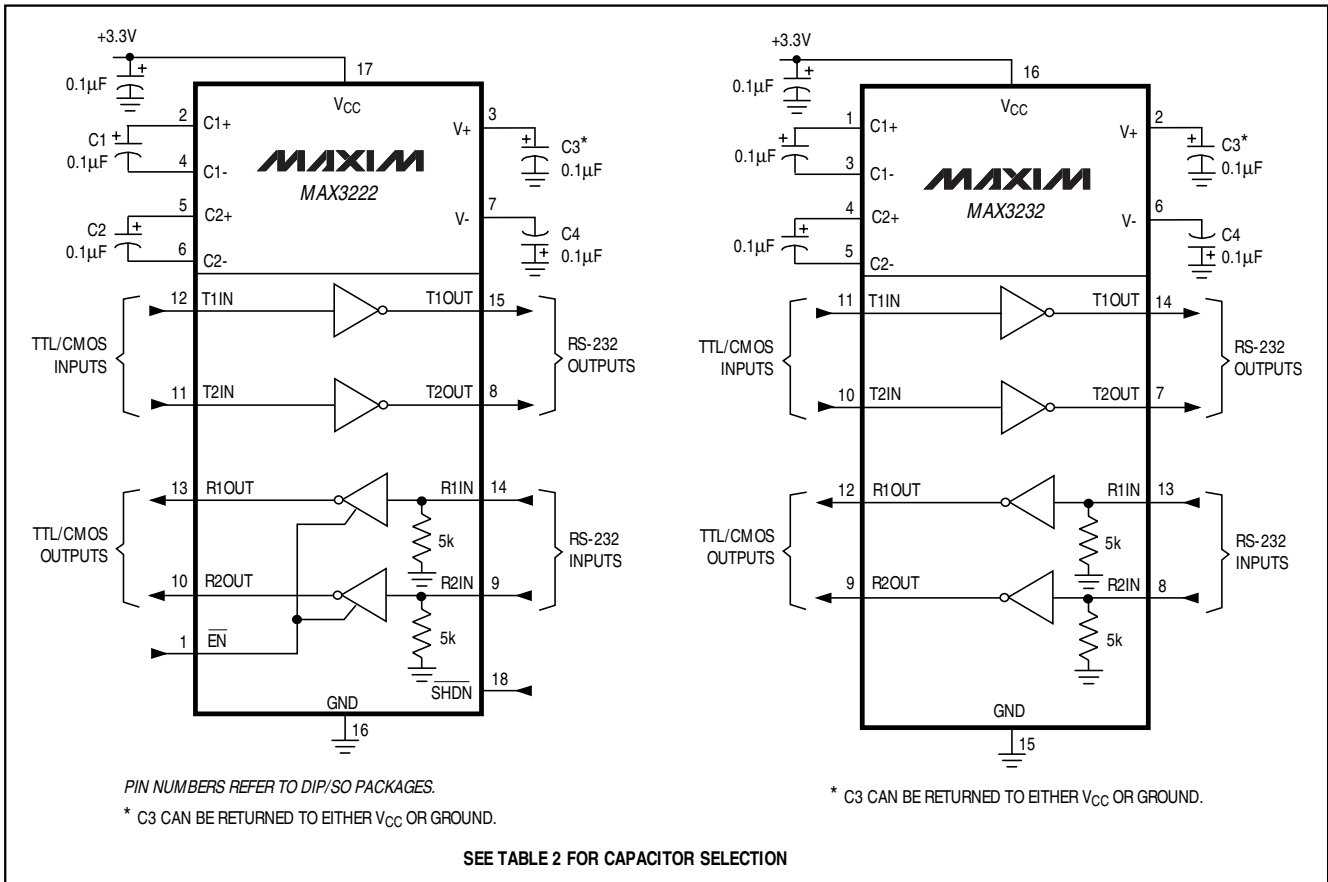 +3.3V
0.1µF
+
17
VCC
2
C1+
C1
+
0.1µF
4
C1-
MAXIM
MAX3222
3
V+
+
C3*
0.1µF
5
C2+
C2
+
0.1µF
6
C2-
7
V-
C4
+
0.1µF
12
T1IN
T1OUT
15
TTL/CMOS
INPUTS
RS-232
OUTPUTS
11
T2IN
T2OUT
8
13
R1OUT
R1IN
14
5k
TTL/CMOS
OUTPUTS
RS-232
INPUTS
10
R2OUT
R2IN
9
5k
1
EN
SHDN
18
GND
16
PIN NUMBERS REFER TO DIP/SO PACKAGES.
* C3 CAN BE RETURNED TO EITHER VCC OR GROUND.
+3.3V
0.1µF
+
16
VCC
1
C1+
+
0.1µF
3
C1-
MAXIM
MAX3232
2
V+
+
C3*
0.1µF
4
C2+
+
0.1µF
5
C2-
6
V-
C4
+
0.1µF
11
T1IN
T1OUT
14
TTL/CMOS
INPUTS
RS-232
OUTPUTS
10
T2IN
T2OUT
7
12
R1OUT
R1IN
13
5k
TTL/CMOS
OUTPUTS
RS-232
INPUTS
9
R2OUT
R2IN
8
5k
GND
15
* C3 CAN BE RETURNED TO EITHER VCC OR GROUND.
SEE TABLE 2 FOR CAPACITOR SELECTION